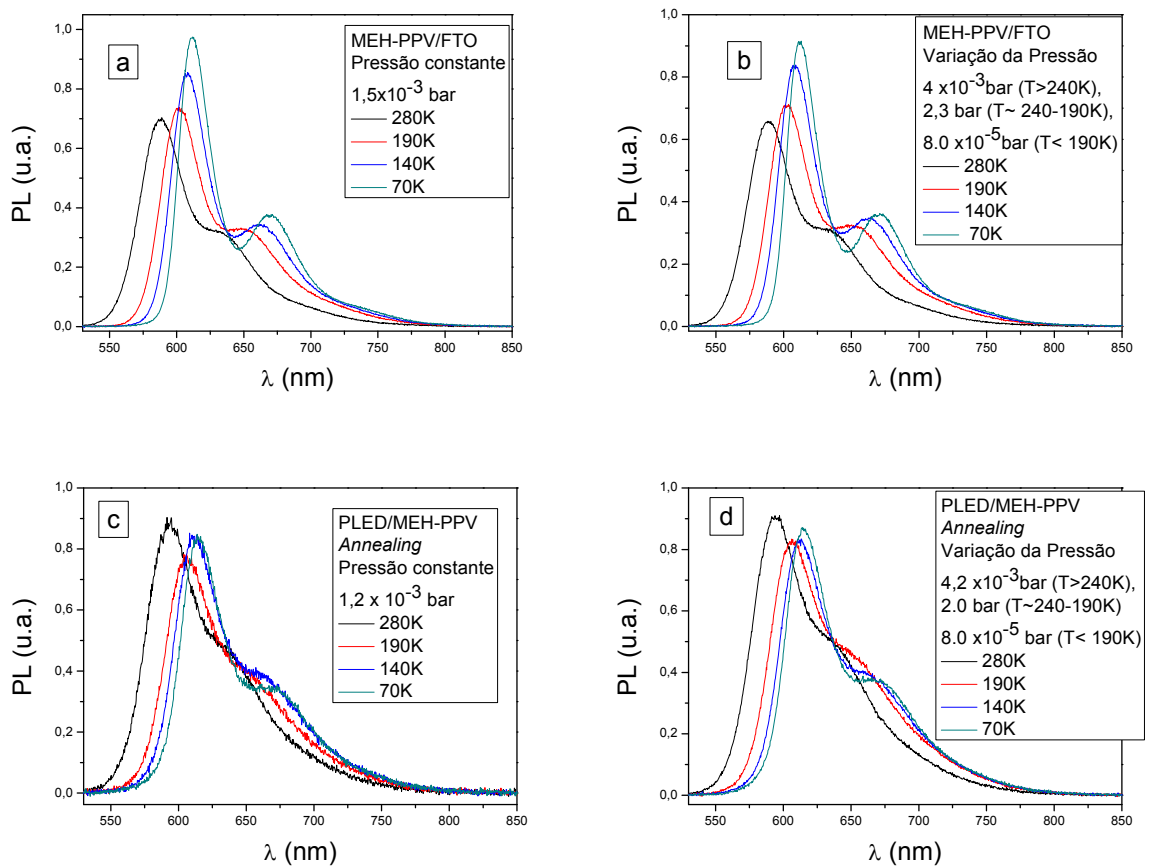 a
MEH-PPV/FTO
Pressão constante
1,5x10⁻³ bar
280K
190K
140K
70K
1,0
0,8
0,6
0,4
0,2
0,0
PL (u.a.)
550 600 650 700 750 800 850
λ (nm)
b
MEH-PPV/FTO
Variação da Pressão
4 x10⁻³bar (T>240K),
2,3 bar (T~ 240-190K),
8.0 x10⁻⁵bar (T< 190K)
280K
190K
140K
70K
1,0
0,8
0,6
0,4
0,2
0,0
PL (u.a.)
550 600 650 700 750 800 850
λ (nm)
c
PLED/MEH-PPV
Annealing
Pressão constante
1,2 x 10⁻³ bar
280K
190K
140K
70K
1,0
0,8
0,6
0,4
0,2
0,0
PL (u.a.)
550 600 650 700 750 800 850
λ (nm)
d
PLED/MEH-PPV
Annealing
Variação da Pressão
4,2 x10⁻³bar (T>240K),
2.0 bar (T~240-190K)
8.0 x10⁻⁵ bar (T< 190K)
280K
190K
140K
70K
1,0
0,8
0,6
0,4
0,2
0,0
PL (u.a.)
550 600 650 700 750 800 850
λ (nm)